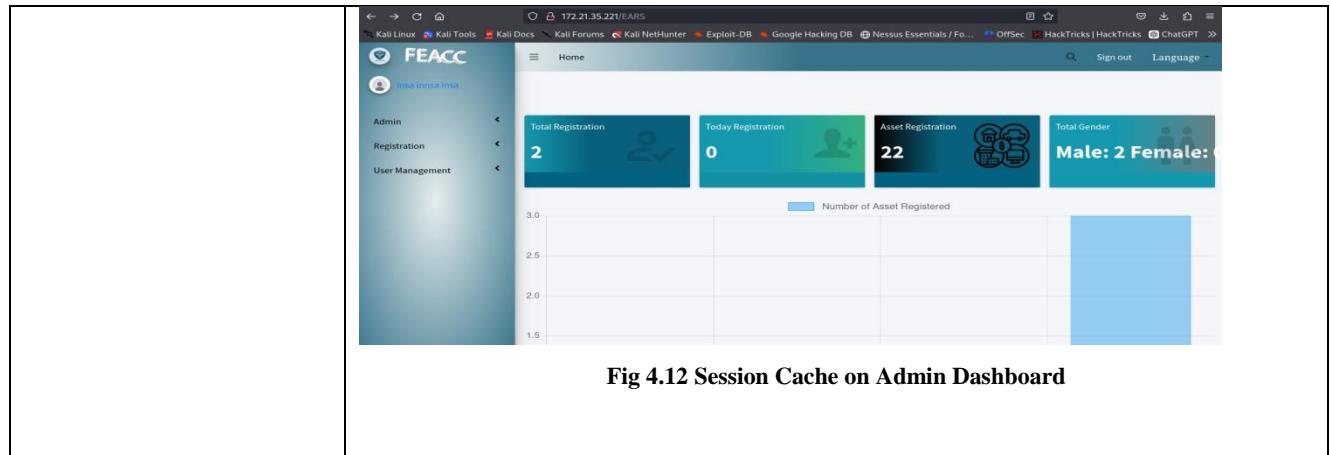 172.21.35.221/EARS
Kali Linux Kali Tools Kali Docs Kali Forums Kali NetHunter Exploit-DB Google Hacking DB Nessus Essentials / Fo... OffSec HackTricks | HackTricks ChatGPT
FEACC
Home Sign out Language
insa innsa insa
Admin
Registration
User Management
Total Registration
2
Today Registration
0
Asset Registration
22
Total Gender
Male: 2 Female:
Number of Asset Registered
3.0
2.5
2.0
1.5
Fig 4.12 Session Cache on Admin Dashboard